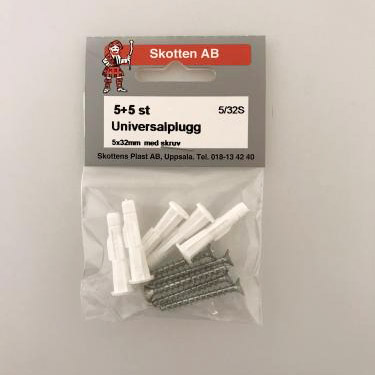 Skotten AB
5+5 st 5/32S
Universalplugg
5x32mm med skruv
Skottens Plast AB, Uppsala. Tel. 018-13 42 40